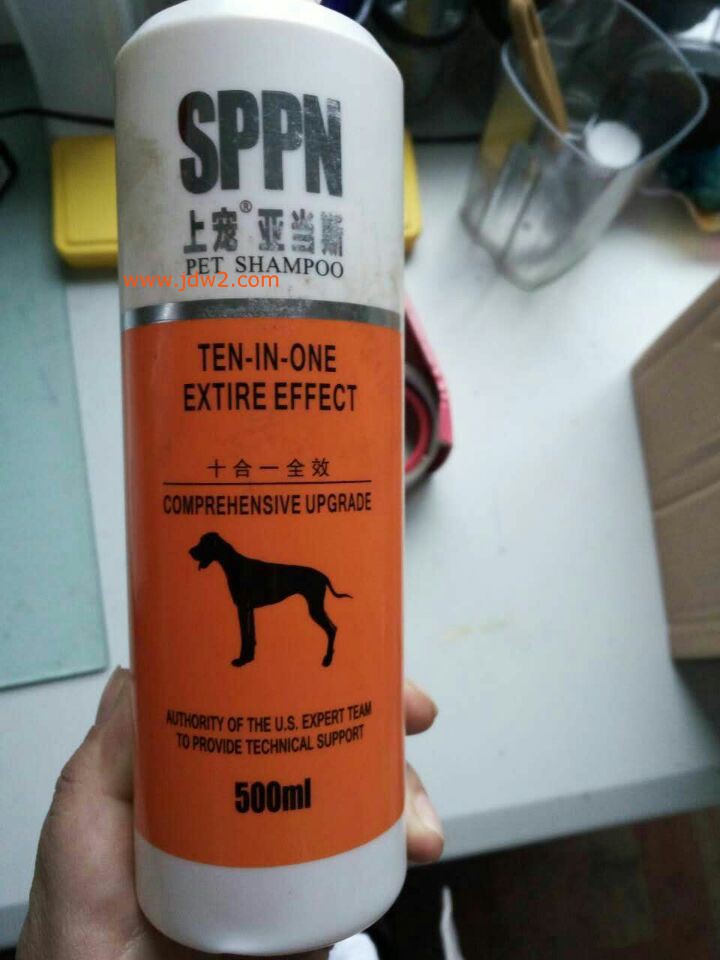 SPPN
上宠® 亚当斯
PET SHAMPOO
www.jdw2.com
TEN-IN-ONE
EXTIRE EFFECT
十合一全效
COMPREHENSIVE UPGRADE
AUTHORITY OF THE U.S. EXPERT TEAM
TO PROVIDE TECHNICAL SUPPORT
500ml